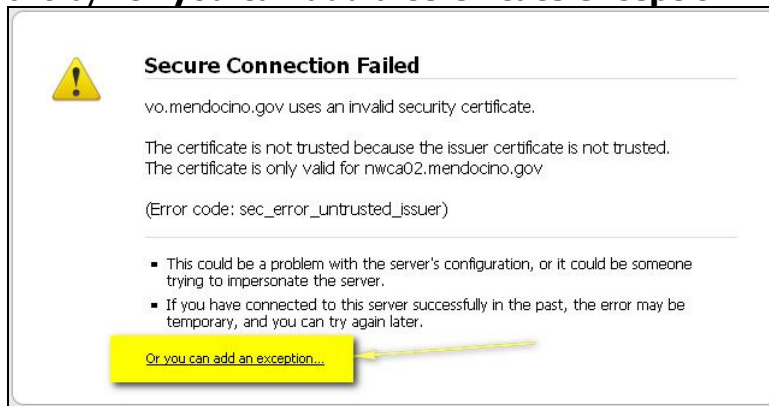 Secure Connection Failed
vo.mendocino.gov uses an invalid security certificate.
The certificate is not trusted because the issuer certificate is not trusted.
The certificate is only valid for nwca02.mendocino.gov
(Error code: sec_error_untrusted_issuer)
▪ This could be a problem with the server's configuration, or it could be someone
trying to impersonate the server.
▪ If you have connected to this server successfully in the past, the error may be
temporary, and you can try again later.
Or you can add an exception...